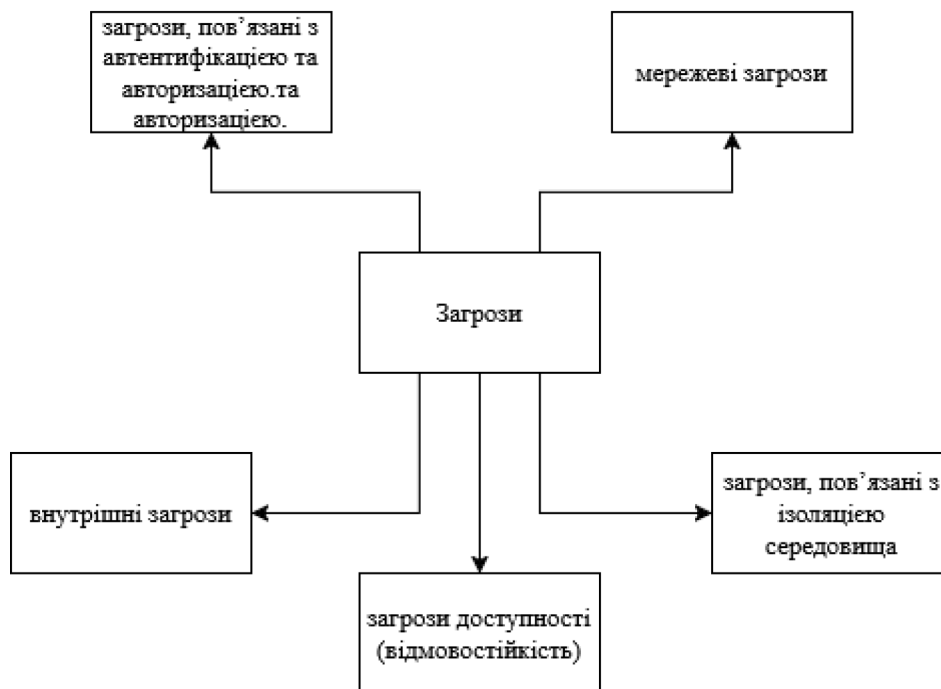 загрози, пов’язані з
автентифікацією та
авторизацією.та
авторизацією.
мережеві загрози
Загрози
внутрішні загрози
загрози, пов’язані з
ізоляцією
середовища
загрози доступності
(відмовостійкість)